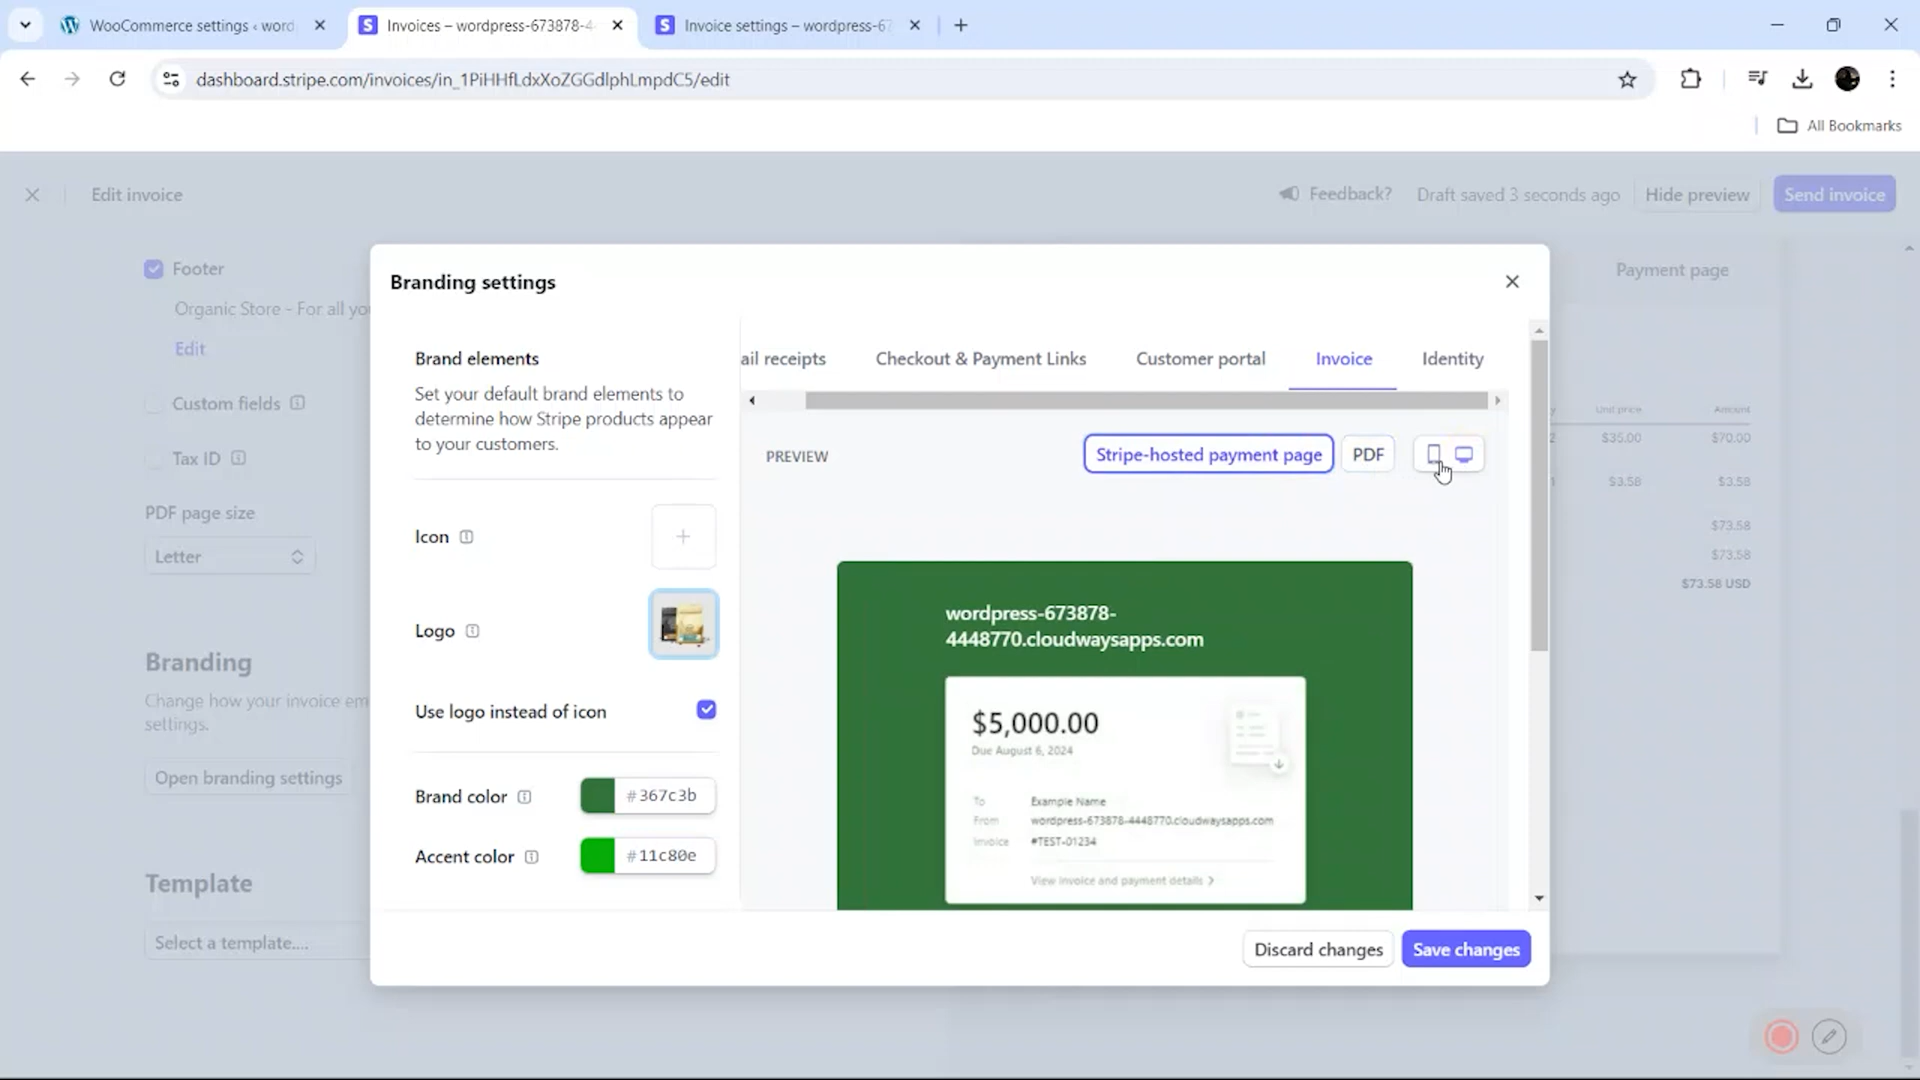 WooCommerce settings ‹ word
Invoices – wordpress-673878-4
Invoice settings – wordpress-67
dashboard.stripe.com/invoices/in_1PiHHfLdxXoZGGdlphLmpdC5/edit
All Bookmarks
Edit invoice
Feedback?
Draft saved 3 seconds ago
Hide preview
Send invoice
Footer
Organic Store - For all you
Edit
Custom fields
Tax ID
PDF page size
Letter
Branding
Change how your invoice em
settings.
Open branding settings
Template
Select a template....
Branding settings
Brand elements
Set your default brand elements to
determine how Stripe products appear
to your customers.
Icon
Logo
Use logo instead of icon
Brand color
#367c3b
Accent color
#11c80e
ail receipts
Checkout & Payment Links
Customer portal
Invoice
Identity
PREVIEW
Stripe-hosted payment page
PDF
wordpress-673878-
4448770.cloudwaysapps.com
$5,000.00
Due August 6, 2024
To Example Name
From wordpress-673878-4448770.cloudwaysapps.com
Invoice #TEST-01234
View invoice and payment details
Discard changes
Save changes
Payment page
y Unit price Amount
2 $35.00 $70.00
1 $3.58 $3.58
$73.58
$73.58
$73.58 USD